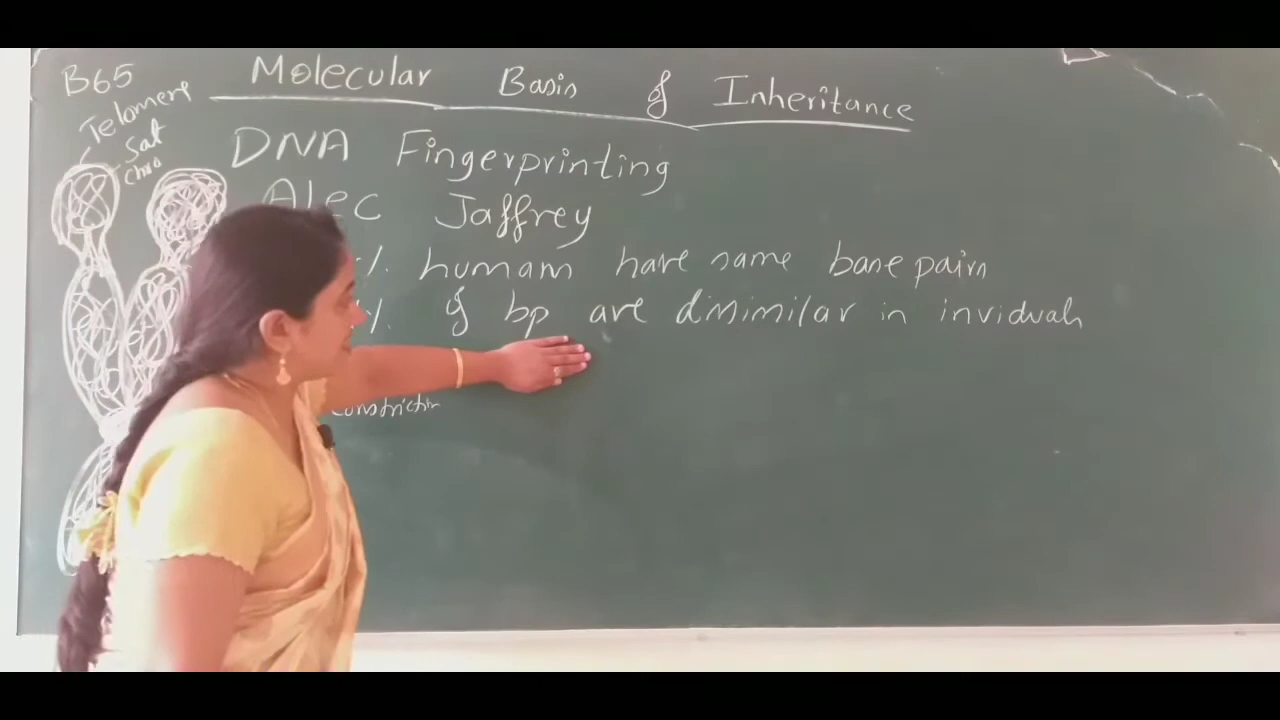 B65
Molecular Basis of Inheritance
Telomere
Sat
Chro
DNA Fingerprinting
Alec Jaffrey
%. human have same base pairs
%. of bp are dissimilar in inviduals
Constriction